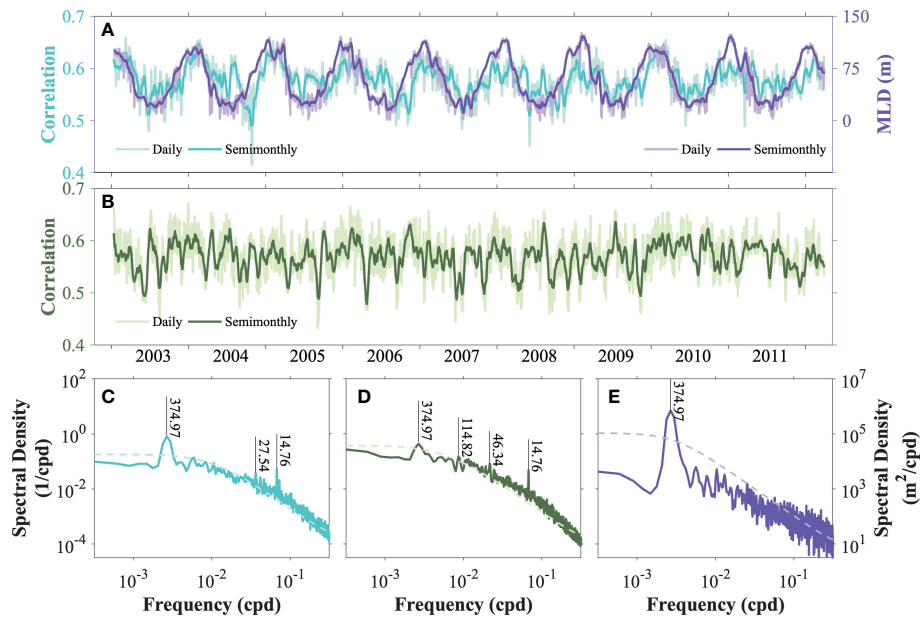 A
0.7
0.6
0.5
0.4
Correlation
150
75
0
MLD (m)
Daily Semimonthly
Daily Semimonthly
B
0.7
0.6
0.5
0.4
Correlation
Daily Semimonthly
2003 2004 2005 2006 2007 2008 2009 2010 2011
C
10^2
10^0
10^-2
10^-4
Spectral Density
(1/cpd)
374.97
27.54
14.76
10^-3 10^-2 10^-1
Frequency (cpd)
D
374.97
114.82
46.34
14.76
10^-3 10^-2 10^-1
Frequency (cpd)
E
374.97
10^7
10^5
10^3
10^1
Spectral Density
(m^2/cpd)
10^-3 10^-2 10^-1
Frequency (cpd)